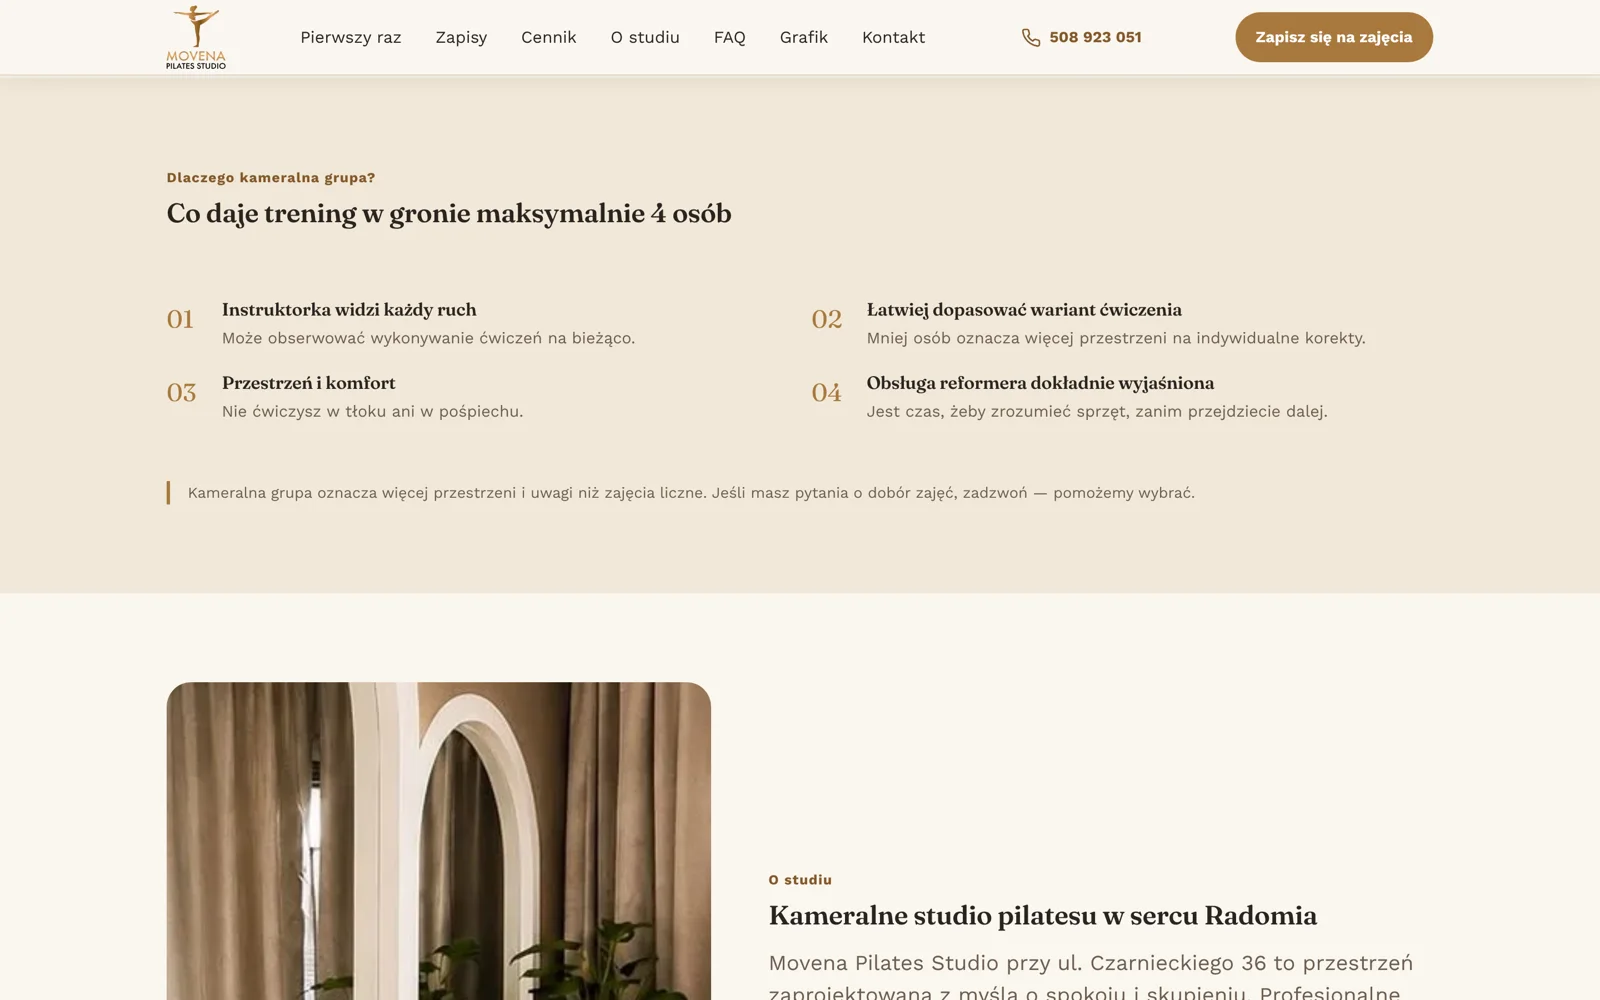 MOVENA
PILATES STUDIO
Pierwszy raz
Zapisy
Cennik
O studiu
FAQ
Grafik
Kontakt
508 923 051
Zapisz się na zajęcia
Dlaczego kameralna grupa?
Co daje trening w gronie maksymalnie 4 osób
01
Instruktorka widzi każdy ruch
Może obserwować wykonywanie ćwiczeń na bieżąco.
02
Łatwiej dopasować wariant ćwiczenia
Mniej osób oznacza więcej przestrzeni na indywidualne korekty.
03
Przestrzeń i komfort
Nie ćwiczysz w tłoku ani w pośpiechu.
04
Obsługa reformera dokładnie wyjaśniona
Jest czas, żeby zrozumieć sprzęt, zanim przejdziecie dalej.
Kameralna grupa oznacza więcej przestrzeni i uwagi niż zajęcia liczne. Jeśli masz pytania o dobór zajęć, zadzwoń — pomożemy wybrać.
O studiu
Kameralne studio pilatesu w sercu Radomia
Movena Pilates Studio przy ul. Czarnieckiego 36 to przestrzeń
zaprojektowana z myślą o spokoju i skupieniu. Profesjonalne